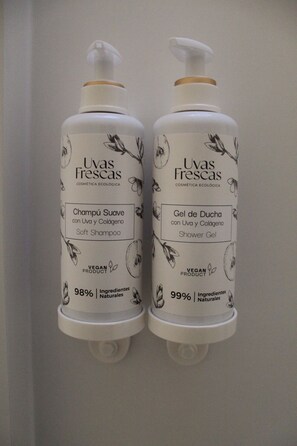 Uvas
Frescas
COSMÉTICA ECOLÓGICA
Champú Suave
con Uva y Colágeno
Soft Shampoo
VEGAN
PRODUCT
98% | Ingredientes
Naturales
Uvas
Frescas
COSMÉTICA ECOLÓGICA
Gel de Ducha
con Uva y Colágeno
Shower Gel
VEGAN
PRODUCT
99% | Ingredientes
Naturales